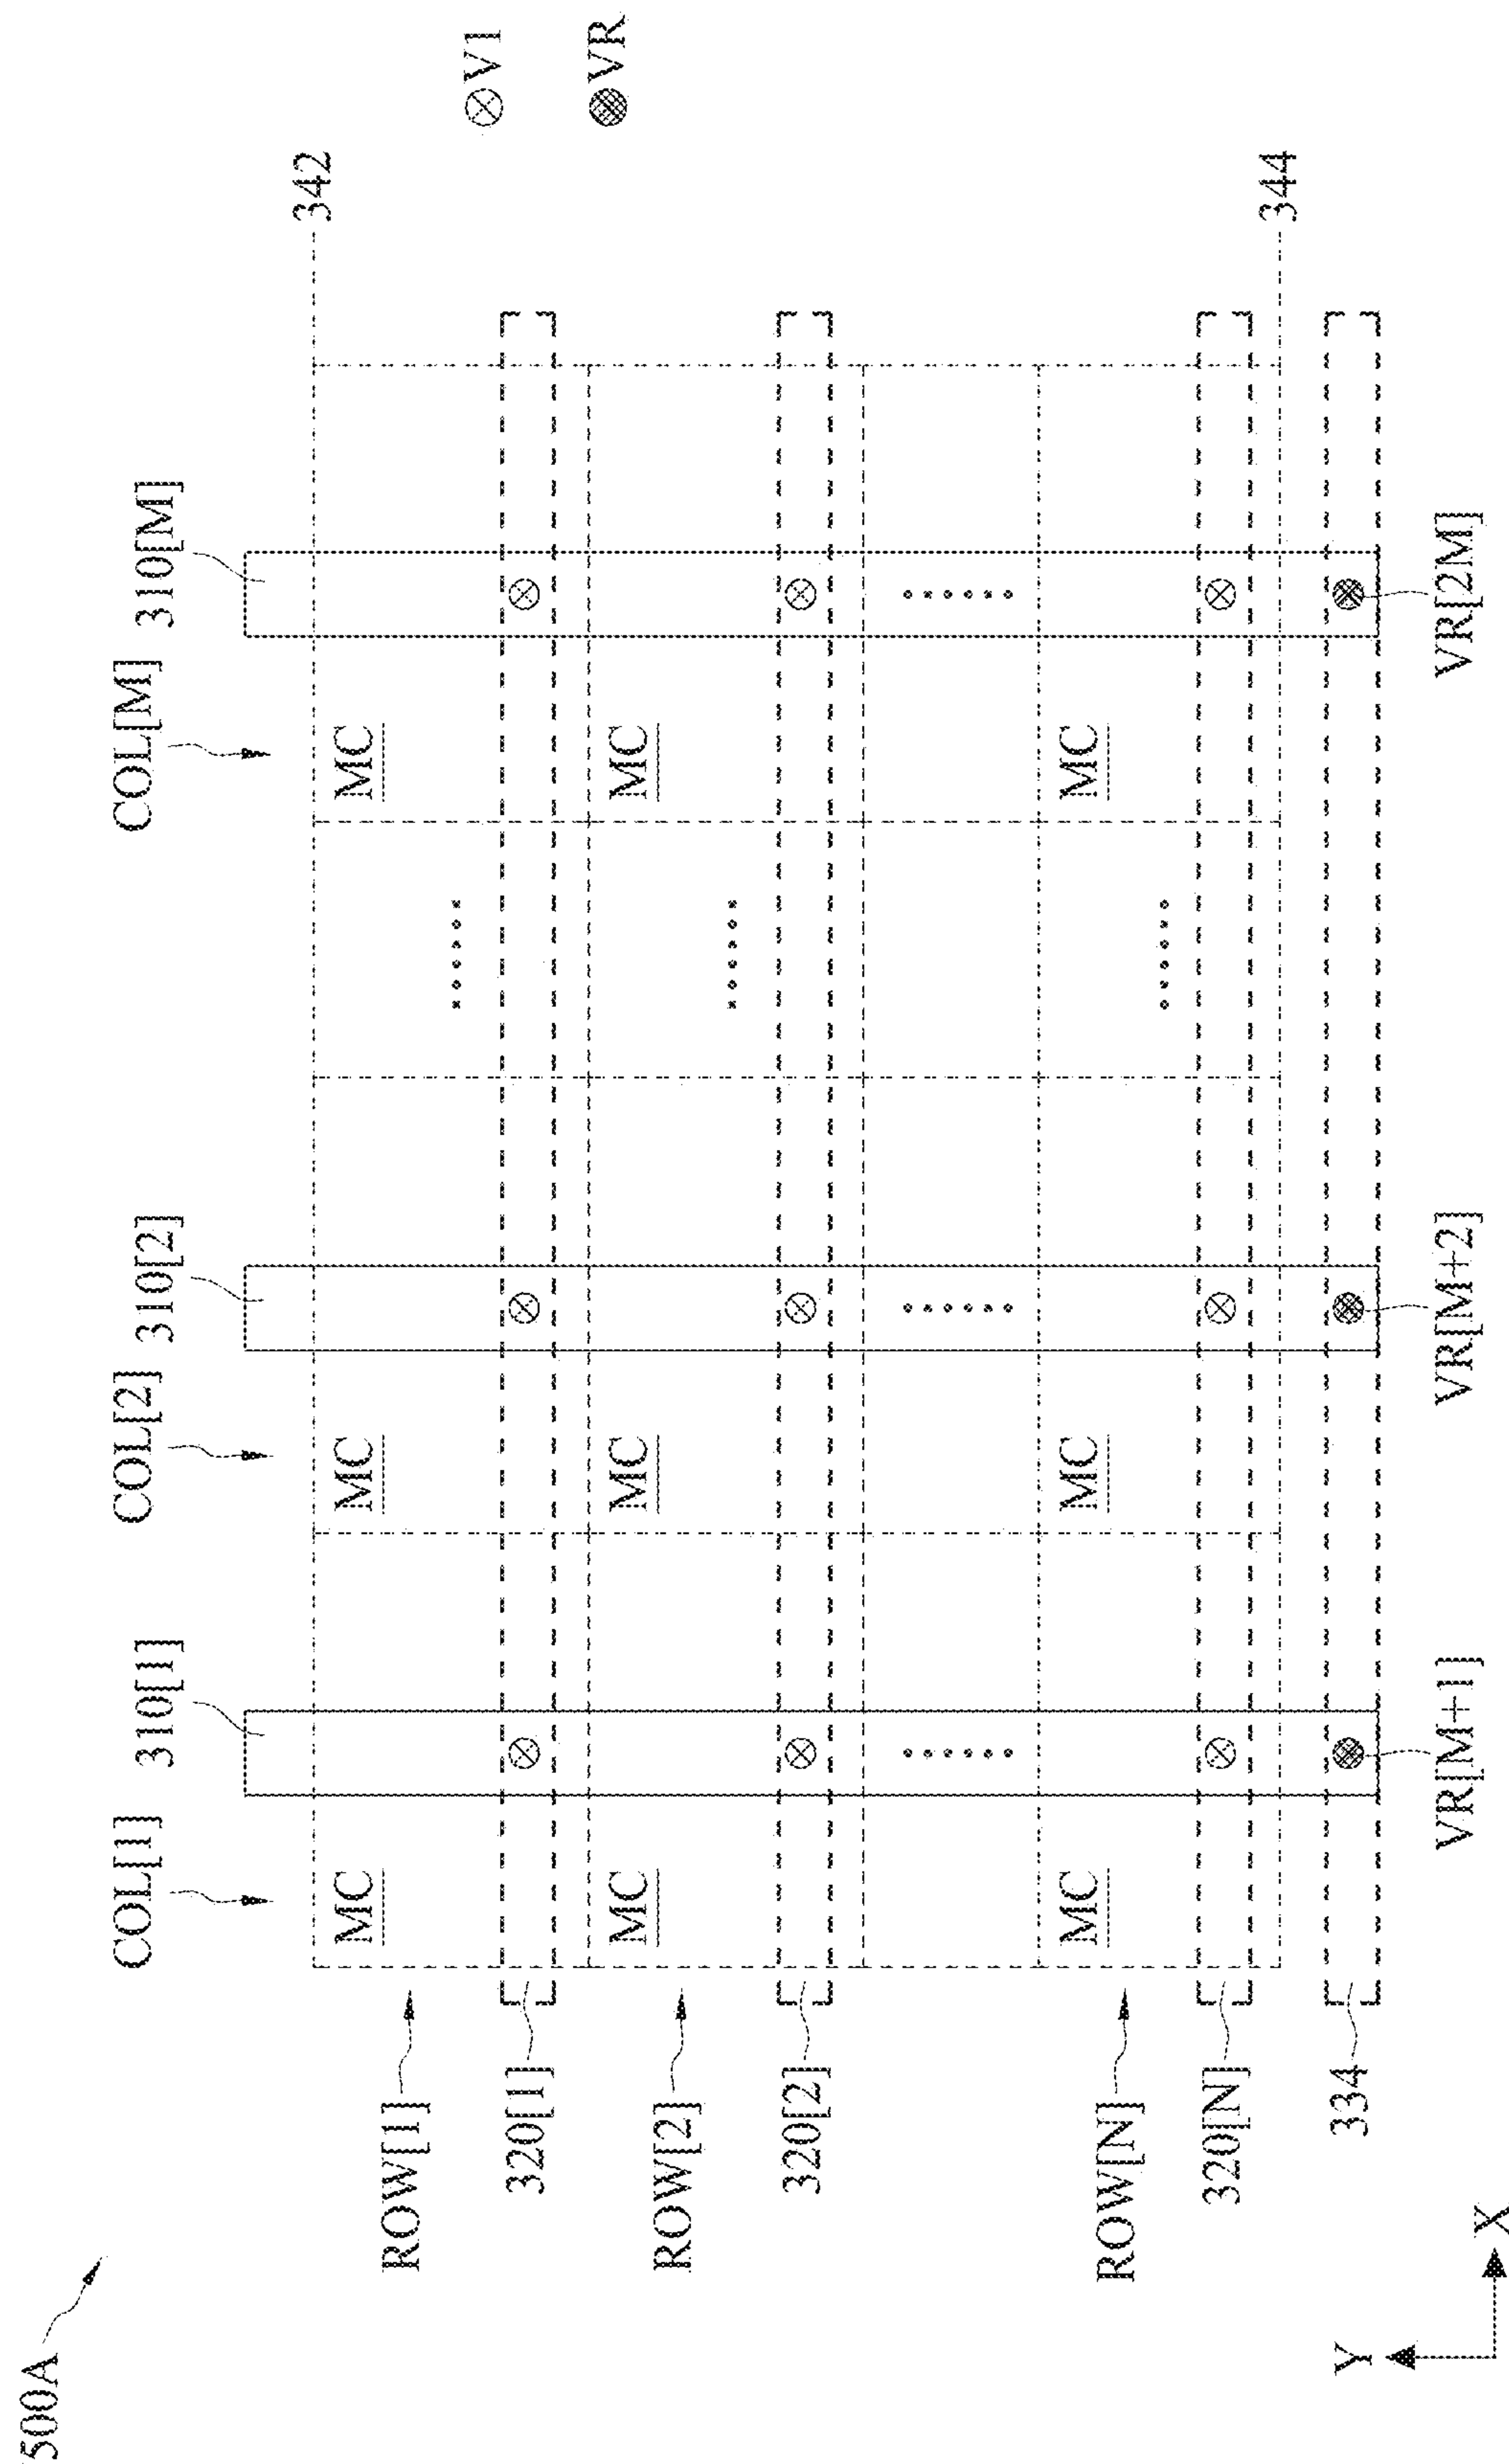 500A
COL[1]
310[1]
COL[2]
310[2]
COL[M]
310[M]
342
V1
VR
ROW[1]
MC
MC
MC
320[1]
ROW[2]
MC
MC
MC
320[2]
ROW[N]
MC
MC
MC
320[N]
344
334
VR[M+1]
VR[M+2]
VR[2M]
Y
X